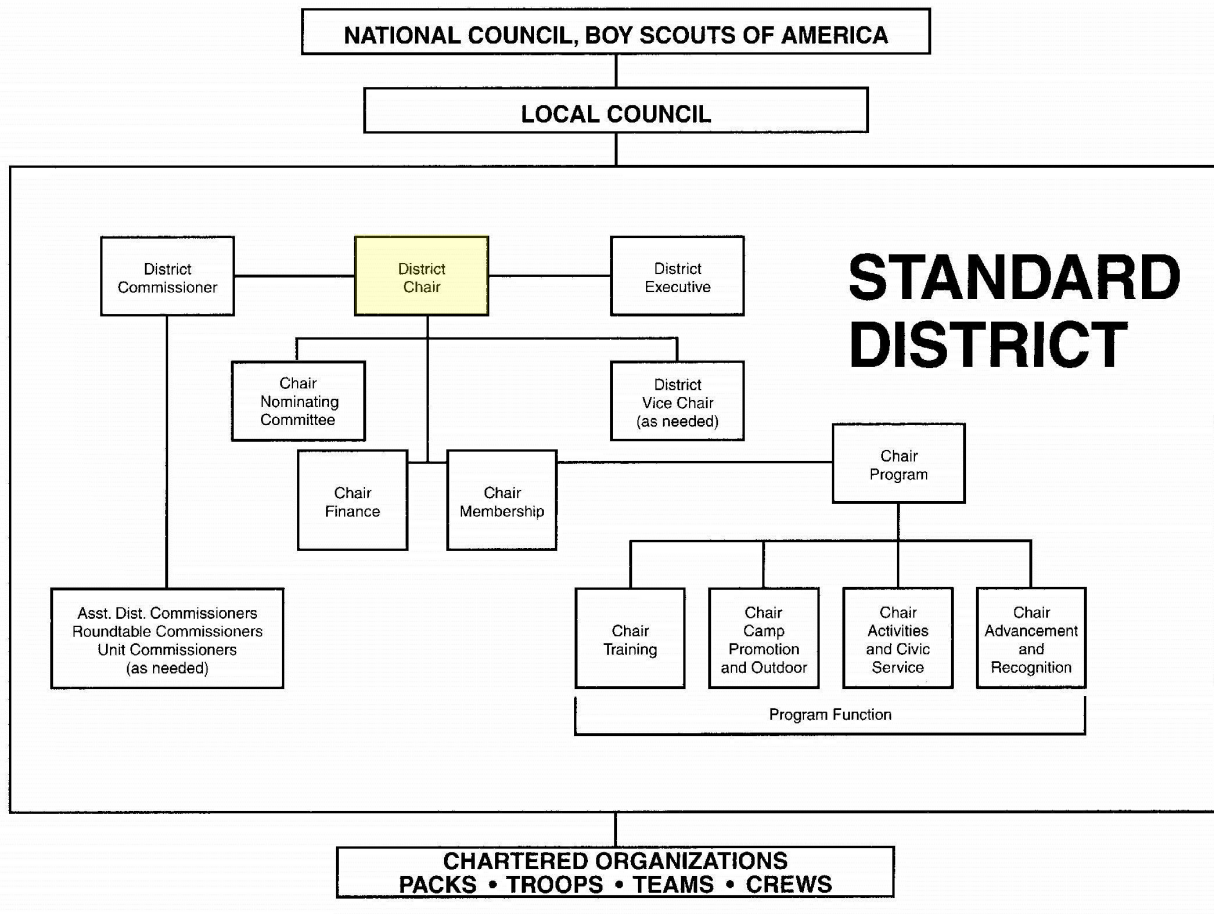 NATIONAL COUNCIL, BOY SCOUTS OF AMERICA
LOCAL COUNCIL
STANDARD
DISTRICT
District
Commissioner
District
Chair
District
Executive
Chair
Nominating
Committee
District
Vice Chair
(as needed)
Chair
Finance
Chair
Membership
Chair
Program
Asst. Dist. Commissioners
Roundtable Commissioners
Unit Commissioners
(as needed)
Chair
Training
Chair
Camp
Promotion
and Outdoor
Chair
Activities
and Civic
Service
Chair
Advancement
and
Recognition
Program Function
CHARTERED ORGANIZATIONS
PACKS • TROOPS • TEAMS • CREWS